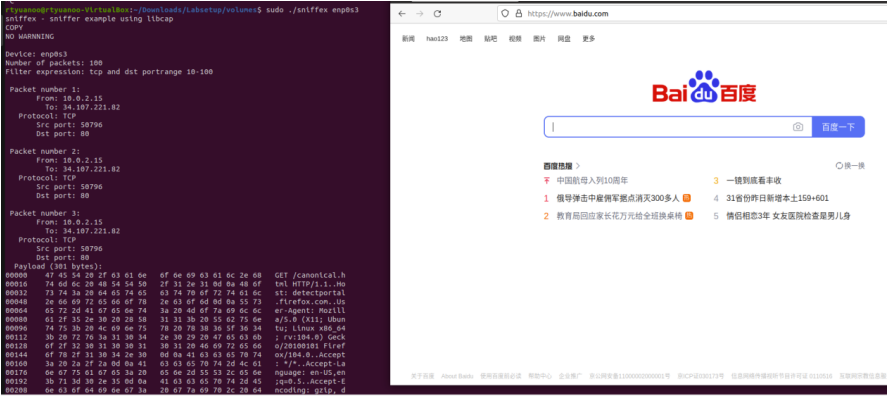 rtyuanoo@rtyuanoo-VirtualBox:~/Downloads/Labsetup/volumes$ sudo ./sniffex enp0s3
sniffex - sniffer example using libcap
COPY
NO WARNNING
Device: enp0s3
Number of packets: 100
Filter expression: tcp and dst portrange 10-100
Packet number 1:
From: 10.0.2.15
To: 34.107.221.82
Protocol: TCP
Src port: 50796
Dst port: 80
Packet number 2:
From: 10.0.2.15
To: 34.107.221.82
Protocol: TCP
Src port: 50796
Dst port: 80
Packet number 3:
From: 10.0.2.15
To: 34.107.221.82
Protocol: TCP
Src port: 50796
Dst port: 80
Payload (301 bytes):
00000 47 45 54 20 2f 63 61 6e 6f 6e 69 63 61 6c 2e 68 GET /canonical.h
00016 74 6d 6c 20 48 54 54 50 2f 31 2e 31 0d 0a 48 6f tml HTTP/1.1..Ho
00032 73 74 3a 20 64 65 74 65 63 74 70 6f 72 74 61 6c st: detectportal
00048 2e 66 69 72 65 66 6f 78 2e 63 6f 6d 0d 0a 55 73 .firefox.com..Us
00064 65 72 2d 41 67 65 6e 74 3a 20 4d 6f 7a 69 6c 6c er-Agent: Mozill
00080 61 2f 35 2e 30 20 28 58 31 31 3b 20 55 62 75 6e a/5.0 (X11; Ubun
00096 74 75 3b 20 4c 69 6e 75 78 20 78 38 36 5f 36 34 tu; Linux x86_64
00112 3b 20 72 76 3a 31 30 34 2e 30 29 20 47 65 63 6b ; rv:104.0) Geck
00128 6f 2f 32 30 31 30 30 31 30 31 20 46 69 72 65 66 o/20100101 Firef
00144 6f 78 2f 31 30 34 2e 30 0d 0a 41 63 63 65 70 74 ox/104.0..Accept
00160 3a 20 2a 2f 2a 0d 0a 41 63 63 65 70 74 2d 4c 61 : */*..Accept-La
00176 6e 67 75 61 67 65 3a 20 65 6e 2d 55 53 2c 65 6e nguage: en-US,en
00192 3b 71 3d 30 2e 35 0d 0a 41 63 63 65 70 74 2d 45 ;q=0.5..Accept-E
00208 6e 63 6f 64 69 6e 67 3a 20 67 7a 69 70 2c 20 64 ncoding: gzip, d
https://www.baidu.com
新闻 hao123 地图 贴吧 视频 图片 网盘 更多
Bai du 百度
百度一下
百度热搜 换一换
中国航母入列10周年
1 俄导弹击中雇佣军据点消灭300多人 热
2 教育局回应家长花万元给全班换桌椅 热
3 一镜到底看丰收
4 31省份昨日新增本土159+601
5 情侣相恋3年 女友医院检查是男儿身
关于百度 About Baidu 使用百度前必读 帮助中心 企业推广